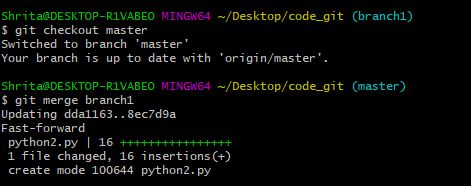 Shrita@DESKTOP-R1VABEO MINGW64 ~/Desktop/code_git (branch1)
$ git checkout master
Switched to branch 'master'
Your branch is up to date with 'origin/master'.
Shrita@DESKTOP-R1VABEO MINGW64 ~/Desktop/code_git (master)
$ git merge branch1
Updating dda1163..8ec7d9a
Fast-forward
 python2.py | 16 ++++++++++++++++
 1 file changed, 16 insertions(+)
 create mode 100644 python2.py